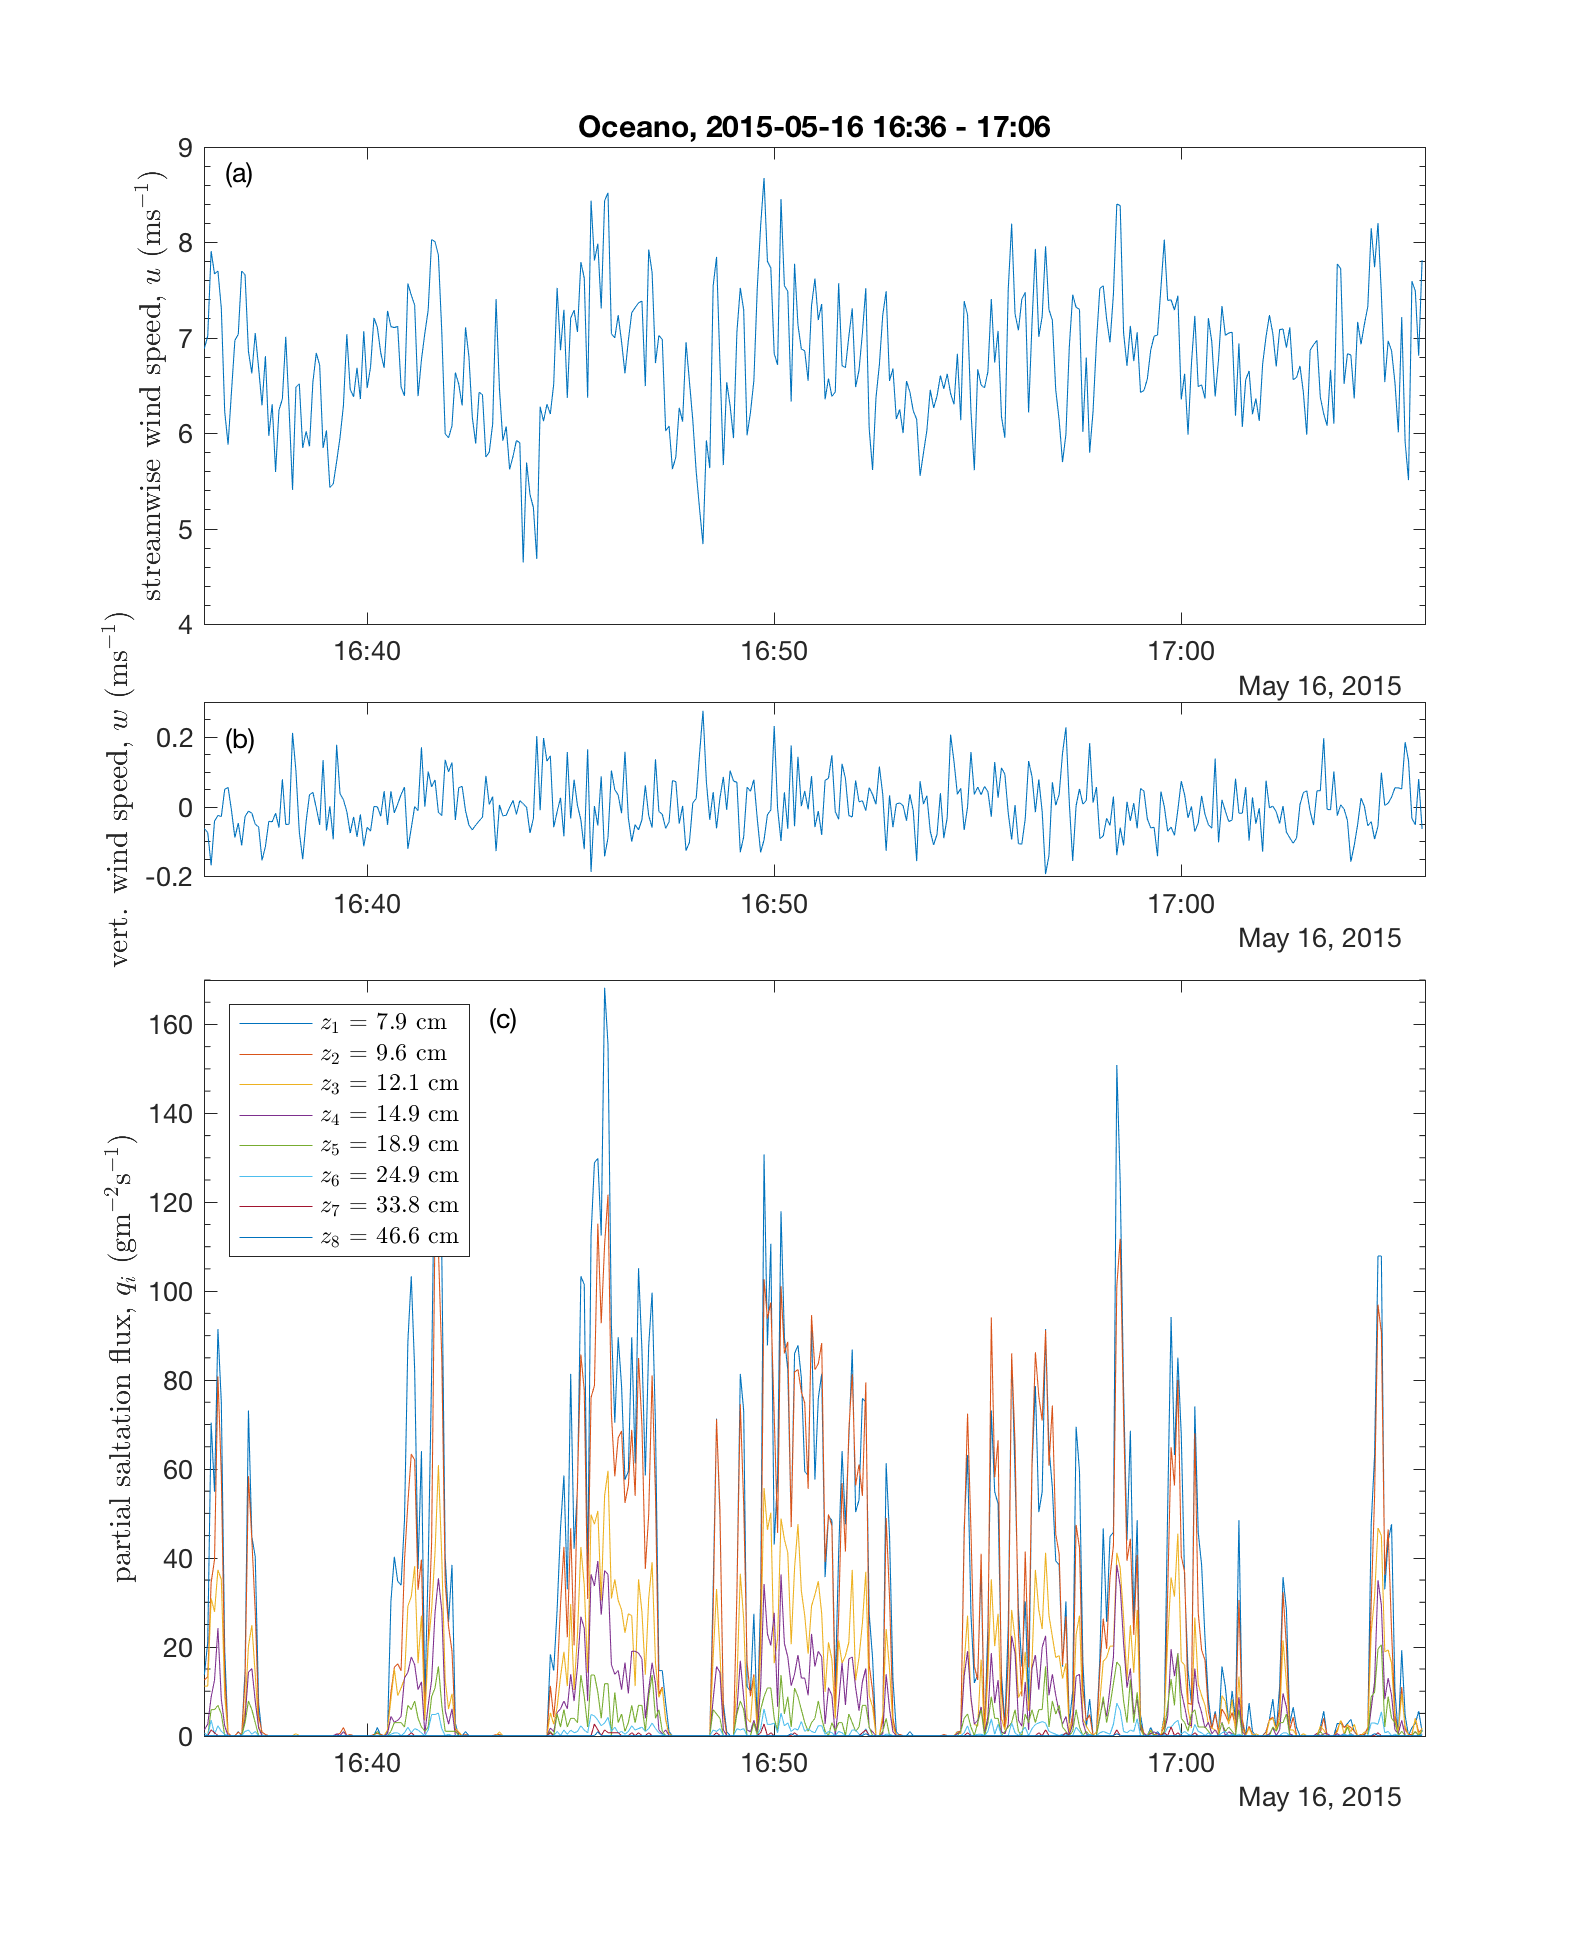 Oceano, 2015-05-16 16:36 - 17:06
(a)
streamwise wind speed, u (ms⁻¹)
9
8
7
6
5
4
16:40 16:50 17:00
May 16, 2015
(b)
vert. wind speed, w (ms⁻¹)
0.2
0
-0.2
16:40 16:50 17:00
May 16, 2015
(c)
partial saltation flux, qᵢ (gm⁻²s⁻¹)
160
140
120
100
80
60
40
20
0
z₁ = 7.9 cm
z₂ = 9.6 cm
z₃ = 12.1 cm
z₄ = 14.9 cm
z₅ = 18.9 cm
z₆ = 24.9 cm
z₇ = 33.8 cm
z₈ = 46.6 cm
16:40 16:50 17:00
May 16, 2015